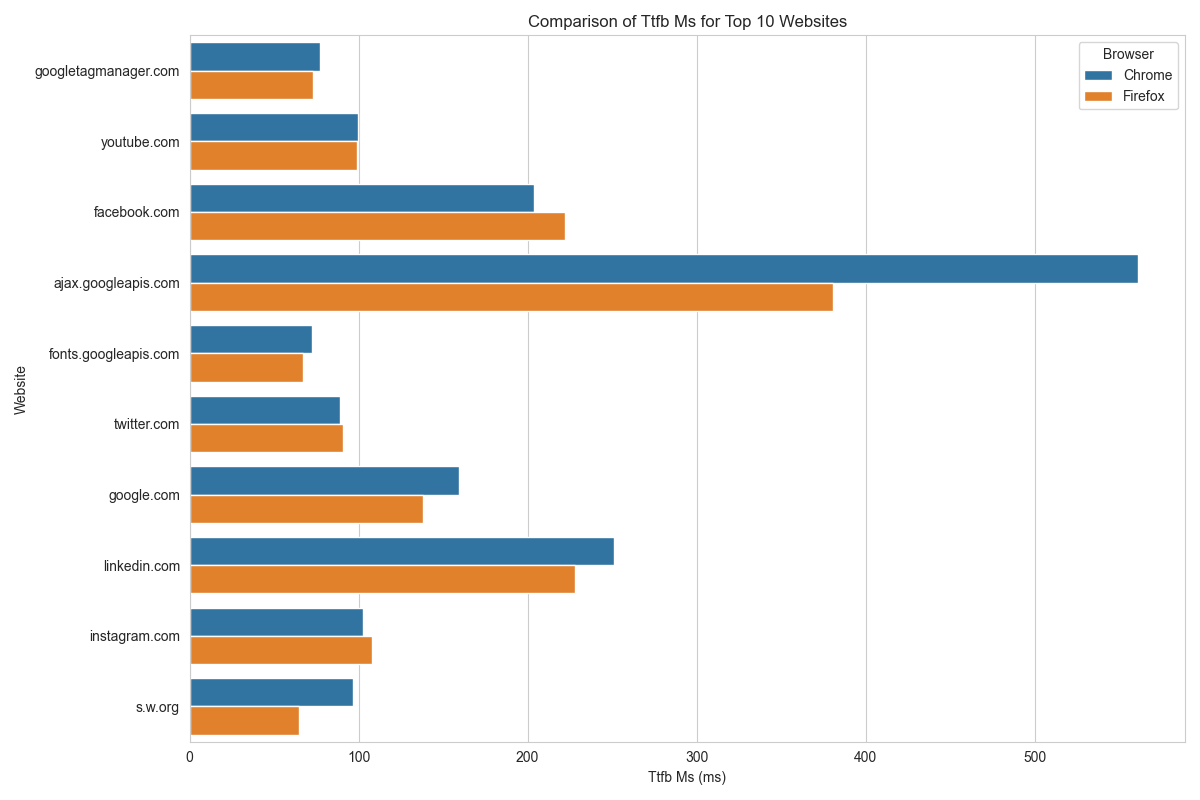 Comparison of Ttfb Ms for Top 10 Websites
Browser
Chrome
Firefox
Website
googletagmanager.com
youtube.com
facebook.com
ajax.googleapis.com
fonts.googleapis.com
twitter.com
google.com
linkedin.com
instagram.com
s.w.org
0 100 200 300 400 500
Ttfb Ms (ms)